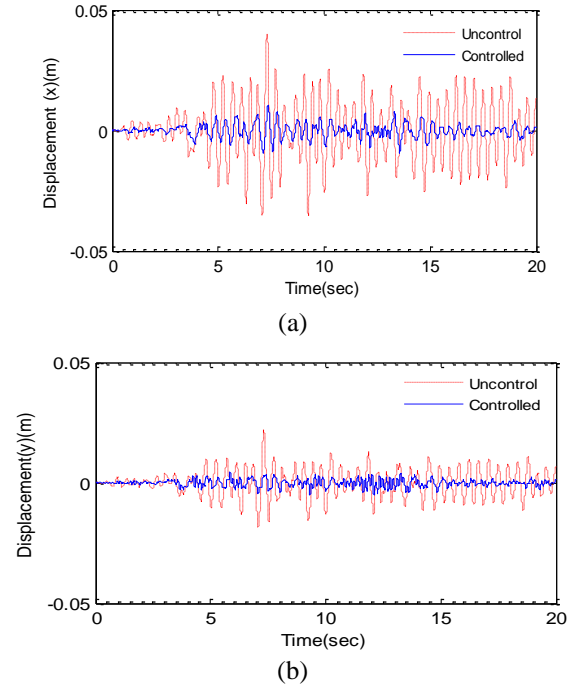 0.05
Uncontrol
Controlled
Displacement (x)(m)
0
-0.05
0 5 10 15 20
Time(sec)
(a)
0.05
Uncontrol
Controlled
Displacement(y)(m)
0
-0.05
0 5 10 15 20
Time(sec)
(b)